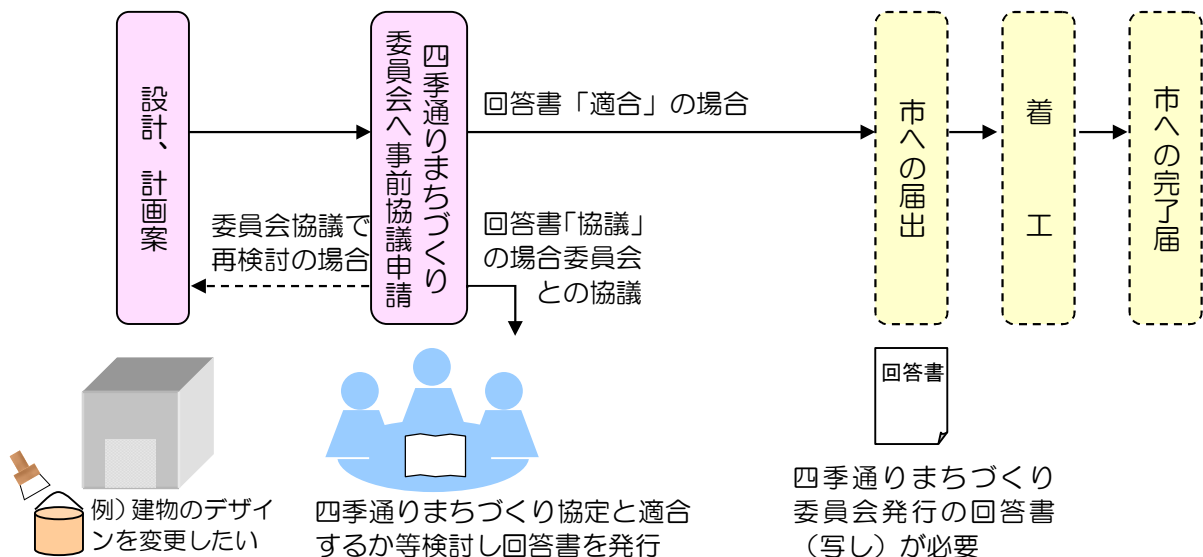 設計、計画案
四季通りまちづくり
委員会へ事前協議申請
回答書「適合」の場合
委員会協議で
再検討の場合
回答書「協議」
の場合委員会
との協議
市への届出
着工
市への完了届
例）建物のデザイ
ンを変更したい
四季通りまちづくり協定と適合
するか等検討し回答書を発行
回答書
四季通りまちづくり
委員会発行の回答書
（写し）が必要